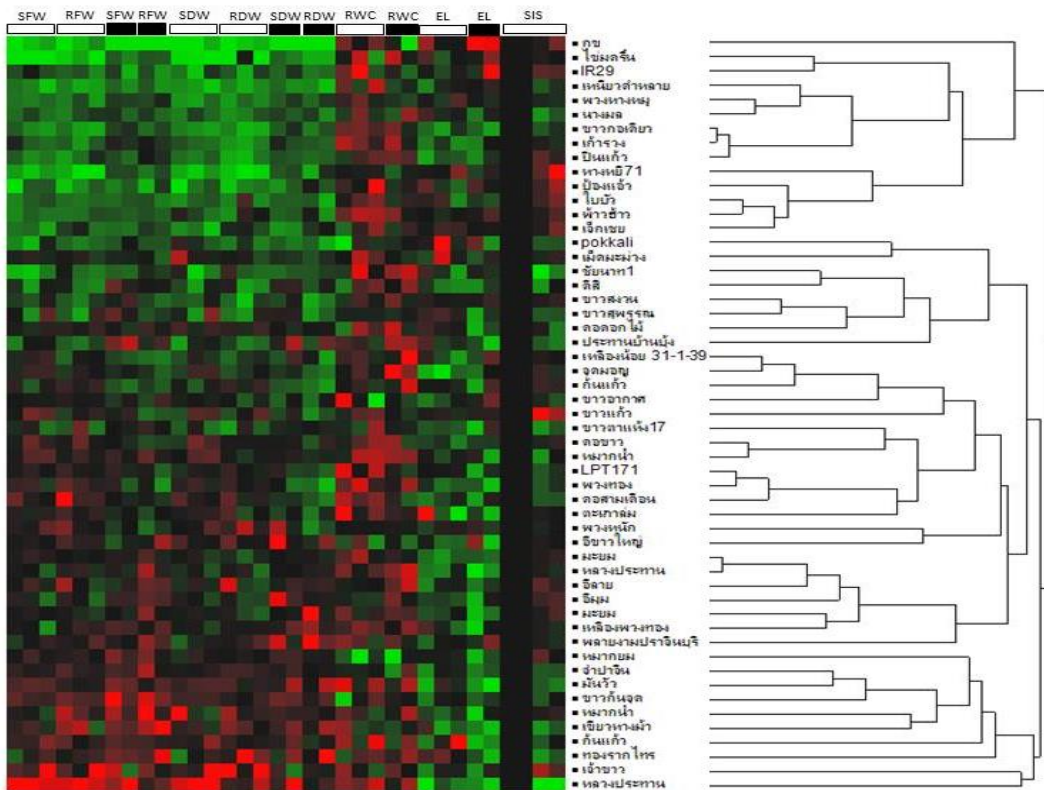 SFW RFW SFW RFW SDW RDW SDW RDW RWC RWC EL EL SIS
กข
ไข่มดริ้น
IR29
เหนียวดำหลาย
พวงหางหมู
นางมล
ขาวกอเดียว
เก้ารวง
ปิ่นแก้ว
หางหยี71
ป้องแอ๊ว
ใบบัว
พ้าวฮ้าว
เจ็กเชย
pokkali
เม็ดมะม่วง
ชัยนาท1
ดีสี
ขาวสงวน
ขาวสุพรรณ
ดอดอกไม้
ประทานบ้านบึง
เหลืองน้อย 31-1-39
จุดมอญ
ก้นแก้ว
ขาวอากาศ
ขาวแก้ว
ขาวตาแห้ง17
ดอขาว
หมากน้ำ
LPT171
พวงทอง
ดอสามเดือน
ตะเภาล่ม
พวงหนัก
อีขาวใหญ่
มะยม
หลวงประทาน
อีลาย
อีมุม
มะยม
เหลืองพวงทอง
พลายงามปราจีนบุรี
หมากยม
จำปาจีน
มันวัว
ขาวก้นจุด
หมากน้ำ
เขียวหางม้า
ก้นแก้ว
ทองรากไทร
เจ้าขาว
หลวงประทาน